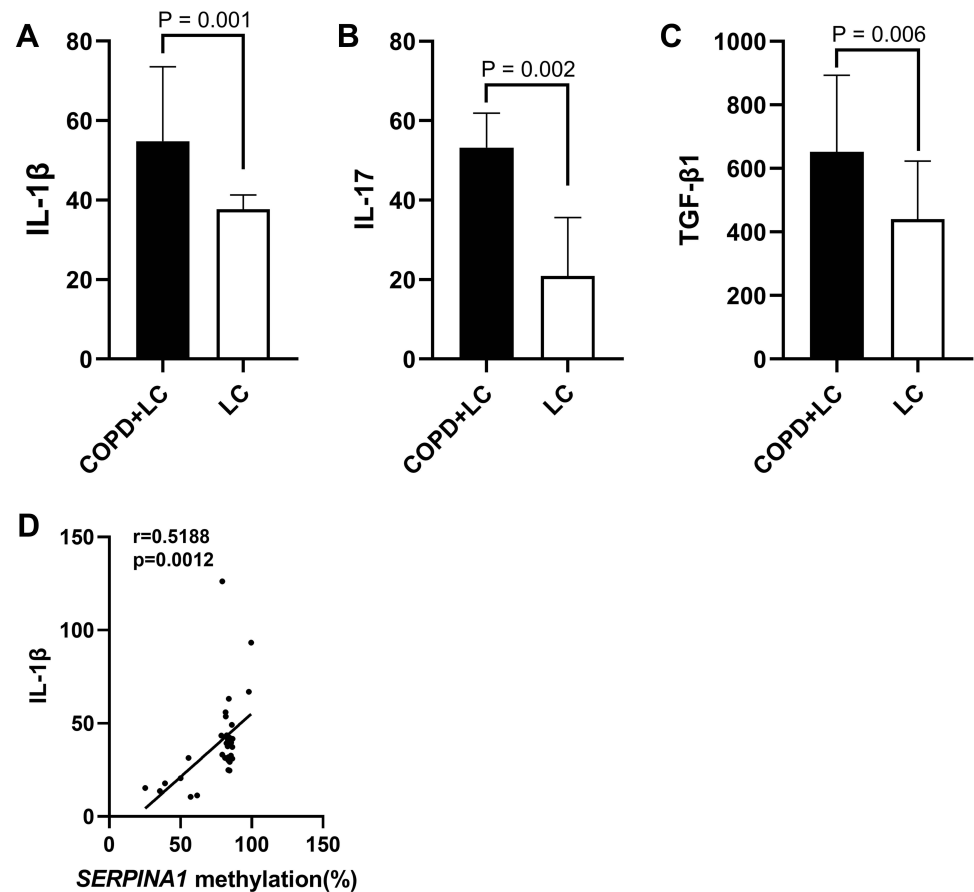 A
P = 0.001
80
60
40
20
0
IL-1β
COPD+LC
LC
B
P = 0.002
80
60
40
20
0
IL-17
COPD+LC
LC
C
P = 0.006
1000
800
600
400
200
0
TGF-β1
COPD+LC
LC
D
r=0.5188
p=0.0012
150
100
50
0
IL-1β
0 50 100 150
SERPINA1 methylation(%)